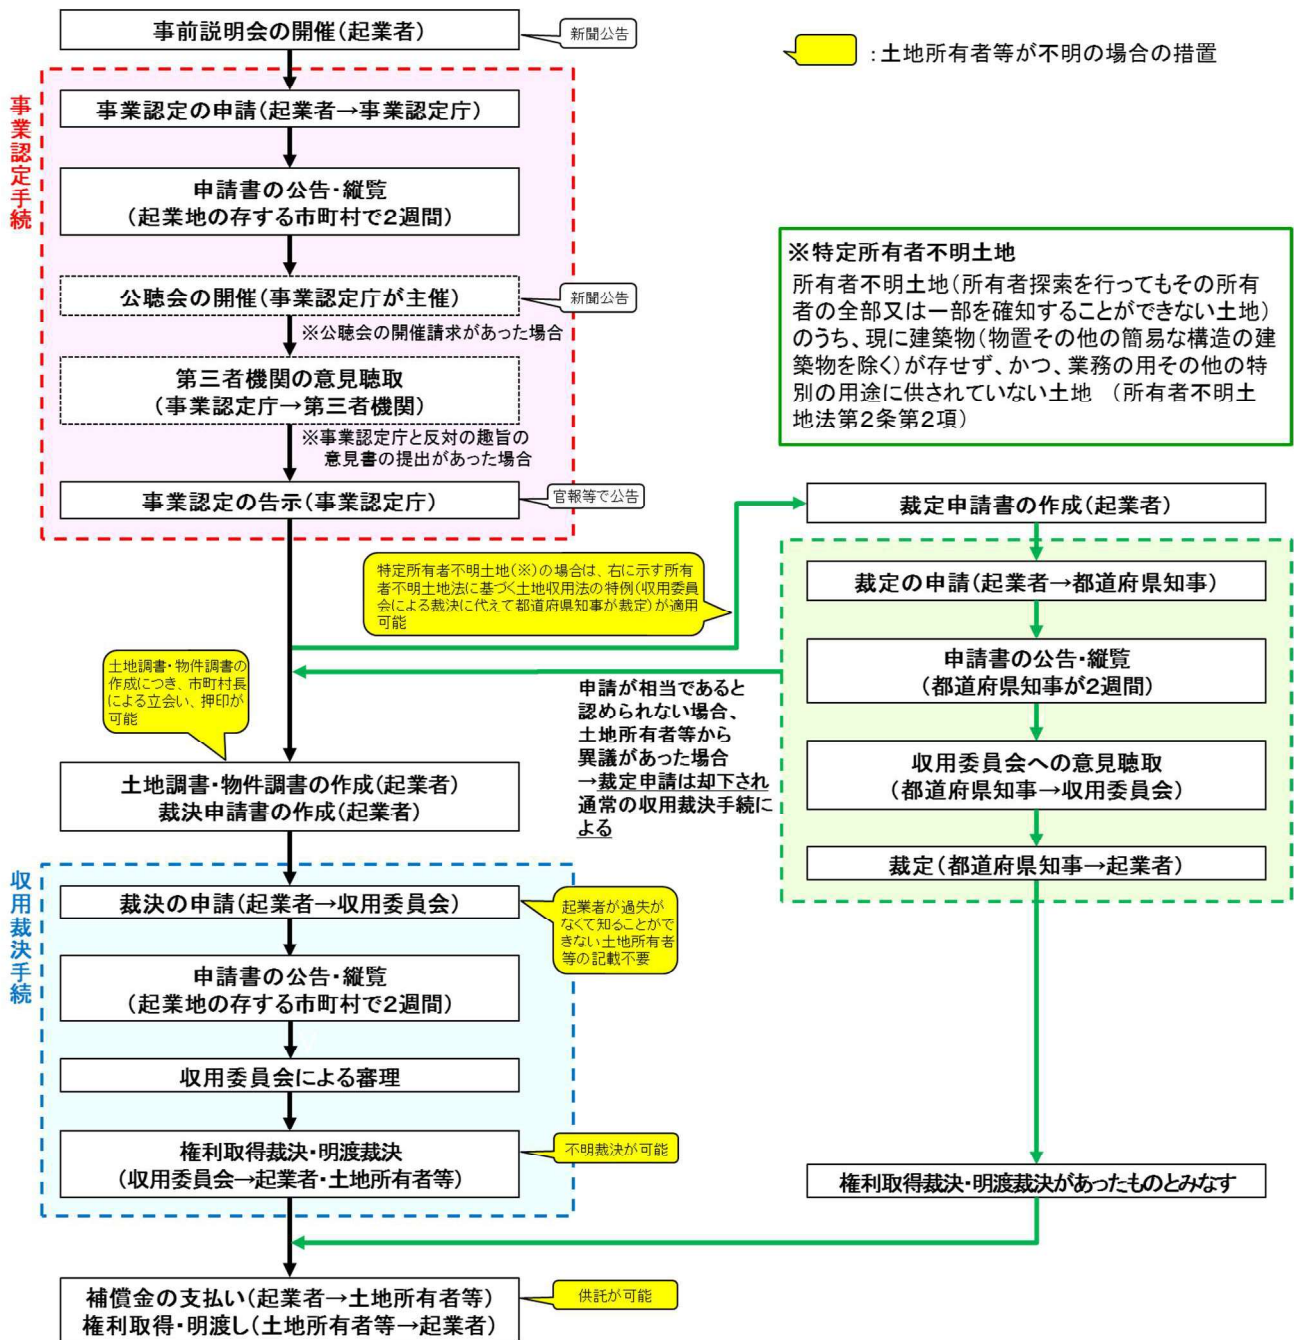 事前説明会の開催(起業者)
新聞公告
:土地所有者等が不明の場合の措置
事業認定手続
事業認定の申請(起業者→事業認定庁)
申請書の公告・縦覧
(起業地の存する市町村で2週間)
公聴会の開催(事業認定庁が主催)
新聞公告
※公聴会の開催請求があった場合
第三者機関の意見聴取
(事業認定庁→第三者機関)
※事業認定庁と反対の趣旨の
意見書の提出があった場合
事業認定の告示(事業認定庁)
官報等で公告
※特定所有者不明土地
所有者不明土地(所有者探索を行ってもその所有
者の全部又は一部を確知することができない土地)
のうち、現に建築物(物置その他の簡易な構造の建
築物を除く)が存せず、かつ、業務の用その他の特
別の用途に供されていない土地 (所有者不明土
地法第2条第2項)
特定所有者不明土地(※)の場合は、右に示す所有
者不明土地法に基づく土地収用法の特例(収用委員
会による裁決に代えて都道府県知事が裁定)が適用
可能
裁定申請書の作成(起業者)
裁定の申請(起業者→都道府県知事)
申請書の公告・縦覧
(都道府県知事が2週間)
収用委員会への意見聴取
(都道府県知事→収用委員会)
裁定(都道府県知事→起業者)
申請が相当であると
認められない場合、
土地所有者等から
異議があった場合
→裁定申請は却下され
通常の収用裁決手続に
よる
土地調書・物件調書の
作成につき、市町村長
による立会い、押印が
可能
土地調書・物件調書の作成(起業者)
裁決申請書の作成(起業者)
収用裁決手続
裁決の申請(起業者→収用委員会)
起業者が過失が
なくて知ることがで
きない土地所有者
等の記載不要
申請書の公告・縦覧
(起業地の存する市町村で2週間)
収用委員会による審理
権利取得裁決・明渡裁決
(収用委員会→起業者・土地所有者等)
不明裁決が可能
権利取得裁決・明渡裁決があったものとみなす
補償金の支払い(起業者→土地所有者等)
権利取得・明渡し(土地所有者等→起業者)
供託が可能